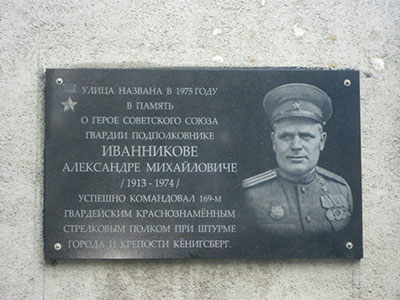 УЛИЦА НАЗВАНА В 1975 ГОДУ
В ПАМЯТЬ
О ГЕРОЕ СОВЕТСКОГО СОЮЗА
ГВАРДИИ ПОДПОЛКОВНИКЕ
ИВАННИКОВЕ
АЛЕКСАНДРЕ МИХАЙЛОВИЧЕ
/ 1913 - 1974 /
УСПЕШНО КОМАНДОВАЛ 169-М
ГВАРДЕЙСКИМ КРАСНОЗНАМЁННЫМ
СТРЕЛКОВЫМ ПОЛКОМ ПРИ ШТУРМЕ
ГОРОДА И КРЕПОСТИ КЁНИГСБЕРГ.